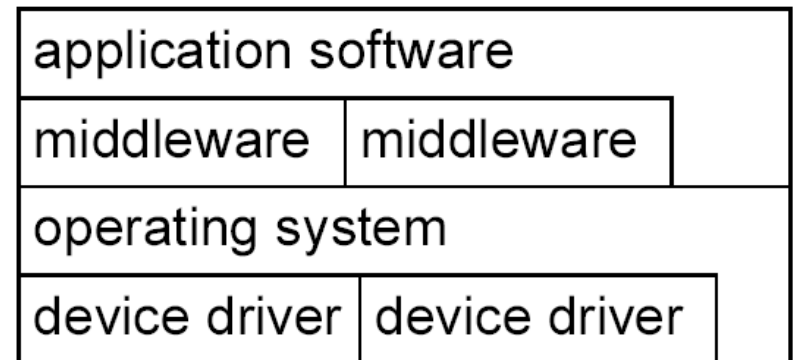 application software
middleware middleware
operating system
device driver device driver